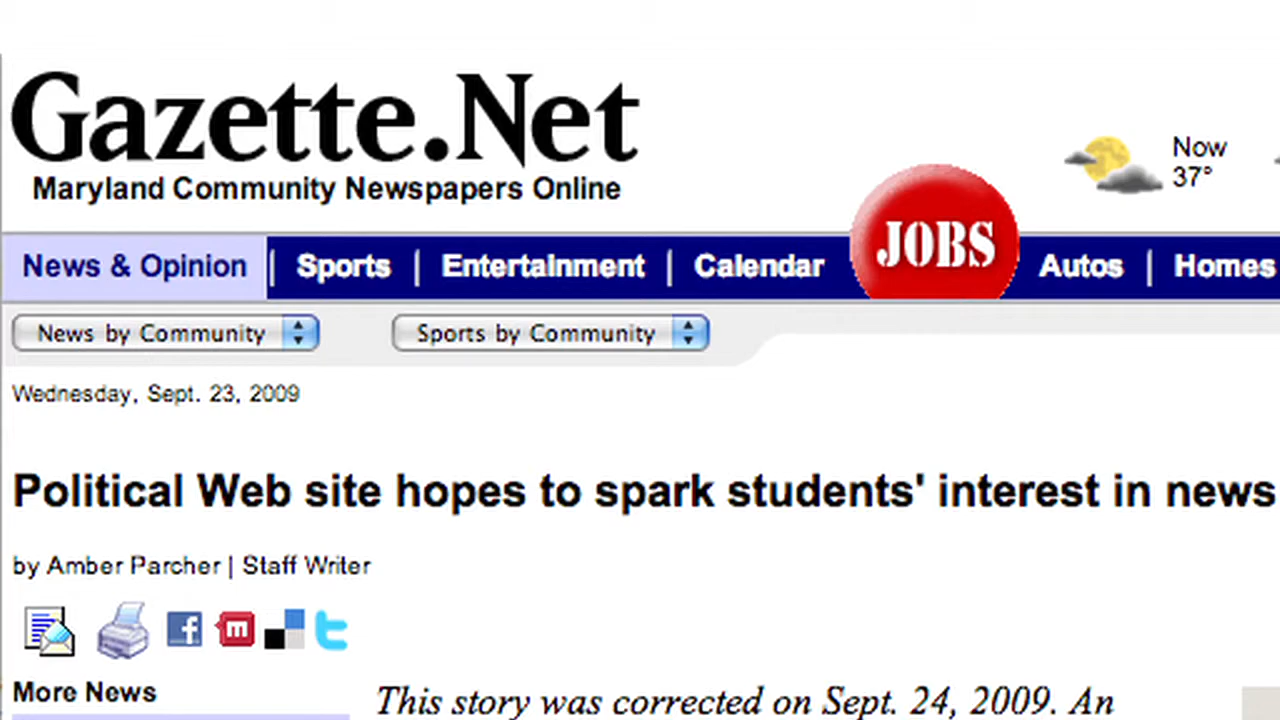 Gazette.Net
Maryland Community Newspapers Online
Now
37°
JOBS
News & Opinion | Sports | Entertainment | Calendar Autos | Homes
News by Community Sports by Community
Wednesday, Sept. 23, 2009
Political Web site hopes to spark students' interest in news
by Amber Parcher | Staff Writer
f m t
More News
This story was corrected on Sept. 24, 2009. An